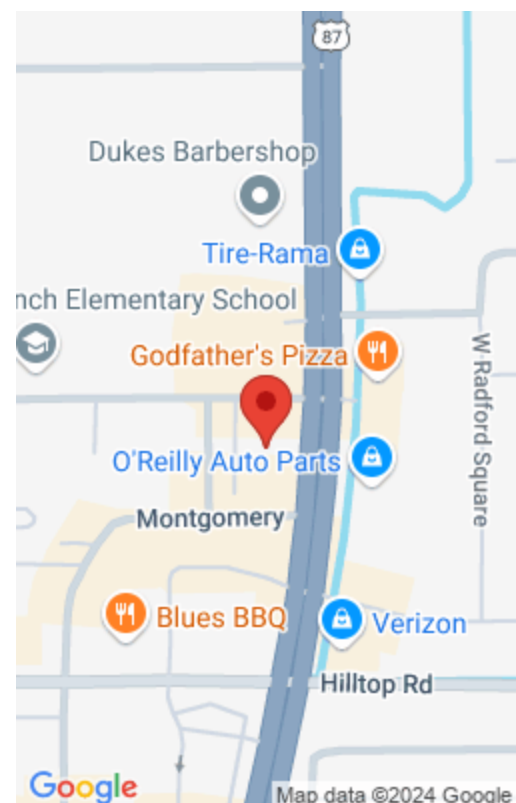 87
Dukes Barbershop
Tire-Rama
nch Elementary School
Godfather's Pizza
W Radford Square
O'Reilly Auto Parts
Montgomery
Blues BBQ
Verizon
Hilltop Rd
Google
Map data ©2024 Google